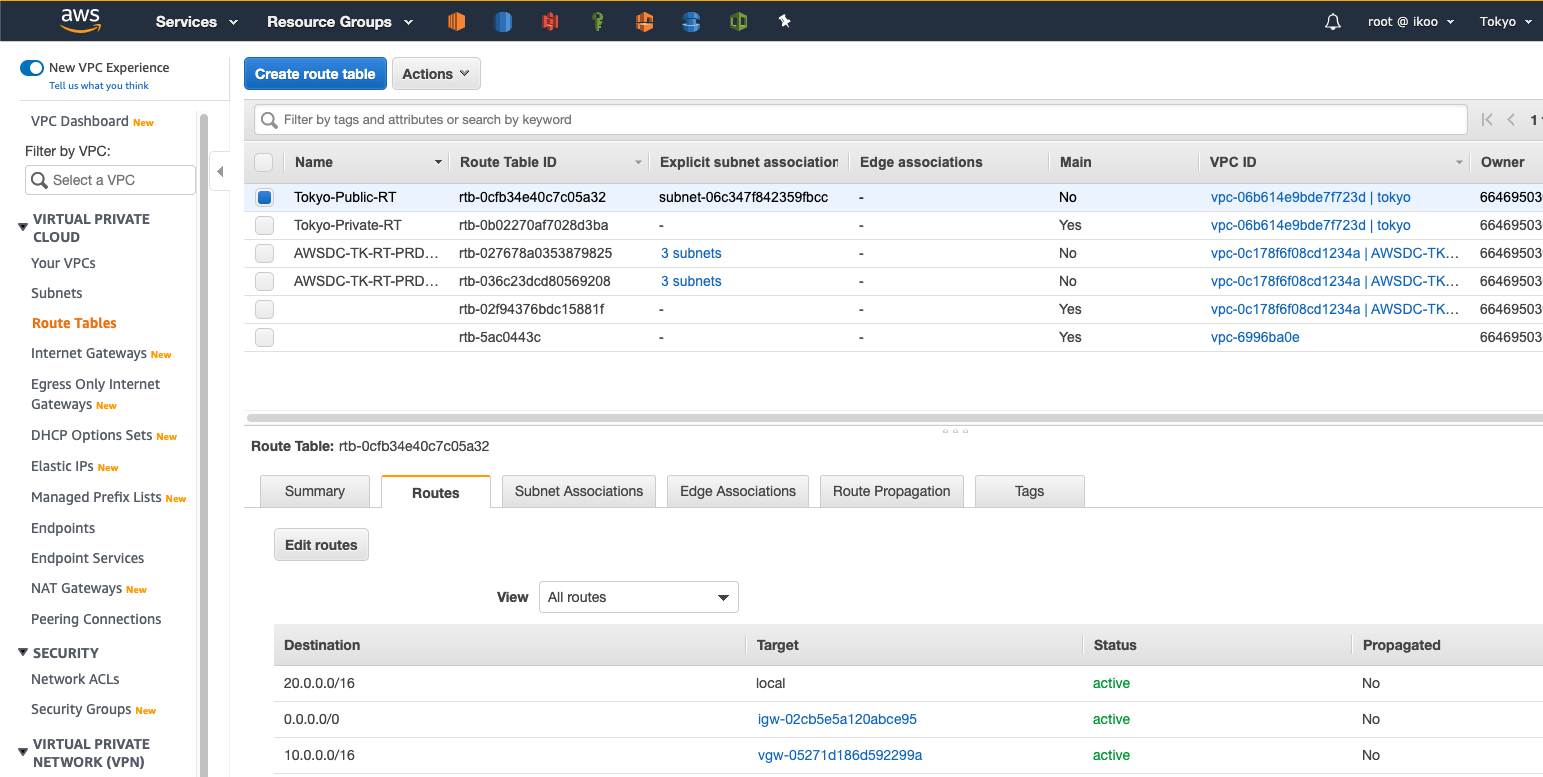 aws Services Resource Groups root @ ikoo Tokyo
New VPC Experience
Tell us what you think
VPC Dashboard New
Filter by VPC:
Select a VPC
VIRTUAL PRIVATE
CLOUD
Your VPCs
Subnets
Route Tables
Internet Gateways New
Egress Only Internet
Gateways New
DHCP Options Sets New
Elastic IPs New
Managed Prefix Lists New
Endpoints
Endpoint Services
NAT Gateways New
Peering Connections
SECURITY
Network ACLs
Security Groups New
VIRTUAL PRIVATE
NETWORK (VPN)
Create route table Actions
Filter by tags and attributes or search by keyword 1
Name Route Table ID Explicit subnet association Edge associations Main VPC ID Owner
Tokyo-Public-RT rtb-0cfb34e40c7c05a32 subnet-06c347f842359fbcc - No vpc-06b614e9bde7f723d | tokyo 66469503
Tokyo-Private-RT rtb-0b02270af7028d3ba - - Yes vpc-06b614e9bde7f723d | tokyo 66469503
AWSDC-TK-RT-PRD... rtb-027678a0353879825 3 subnets - No vpc-0c178f6f08cd1234a | AWSDC-TK... 66469503
AWSDC-TK-RT-PRD... rtb-036c23dcd80569208 3 subnets - No vpc-0c178f6f08cd1234a | AWSDC-TK... 66469503
rtb-02f94376bdc15881f - - Yes vpc-0c178f6f08cd1234a | AWSDC-TK... 66469503
rtb-5ac0443c - - Yes vpc-6996ba0e 66469503
Route Table: rtb-0cfb34e40c7c05a32
Summary Routes Subnet Associations Edge Associations Route Propagation Tags
Edit routes
View All routes
Destination Target Status Propagated
20.0.0.0/16 local active No
0.0.0.0/0 igw-02cb5e5a120abce95 active No
10.0.0.0/16 vgw-05271d186d592299a active No